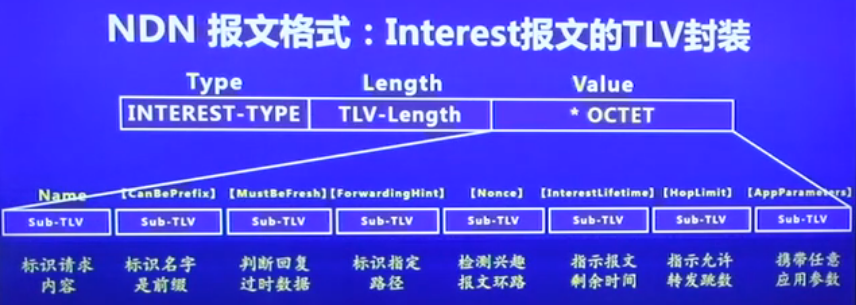 NDN 报文格式：Interest报文的TLV封装
Type Length Value
INTEREST-TYPE TLV-Length * OCTET
Name 【CanBePrefix】 【MustBeFresh】 【ForwardingHint】 【Nonce】 【InterestLifetime】 【HopLimit】 【AppParameters】
Sub-TLV Sub-TLV Sub-TLV Sub-TLV Sub-TLV Sub-TLV Sub-TLV Sub-TLV
标识请求 标识名字 判断回复 标识指定 检测兴趣 指示报文 指示允许 携带任意
内容 是前缀 过时数据 路径 报文环路 剩余时间 转发跳数 应用参数